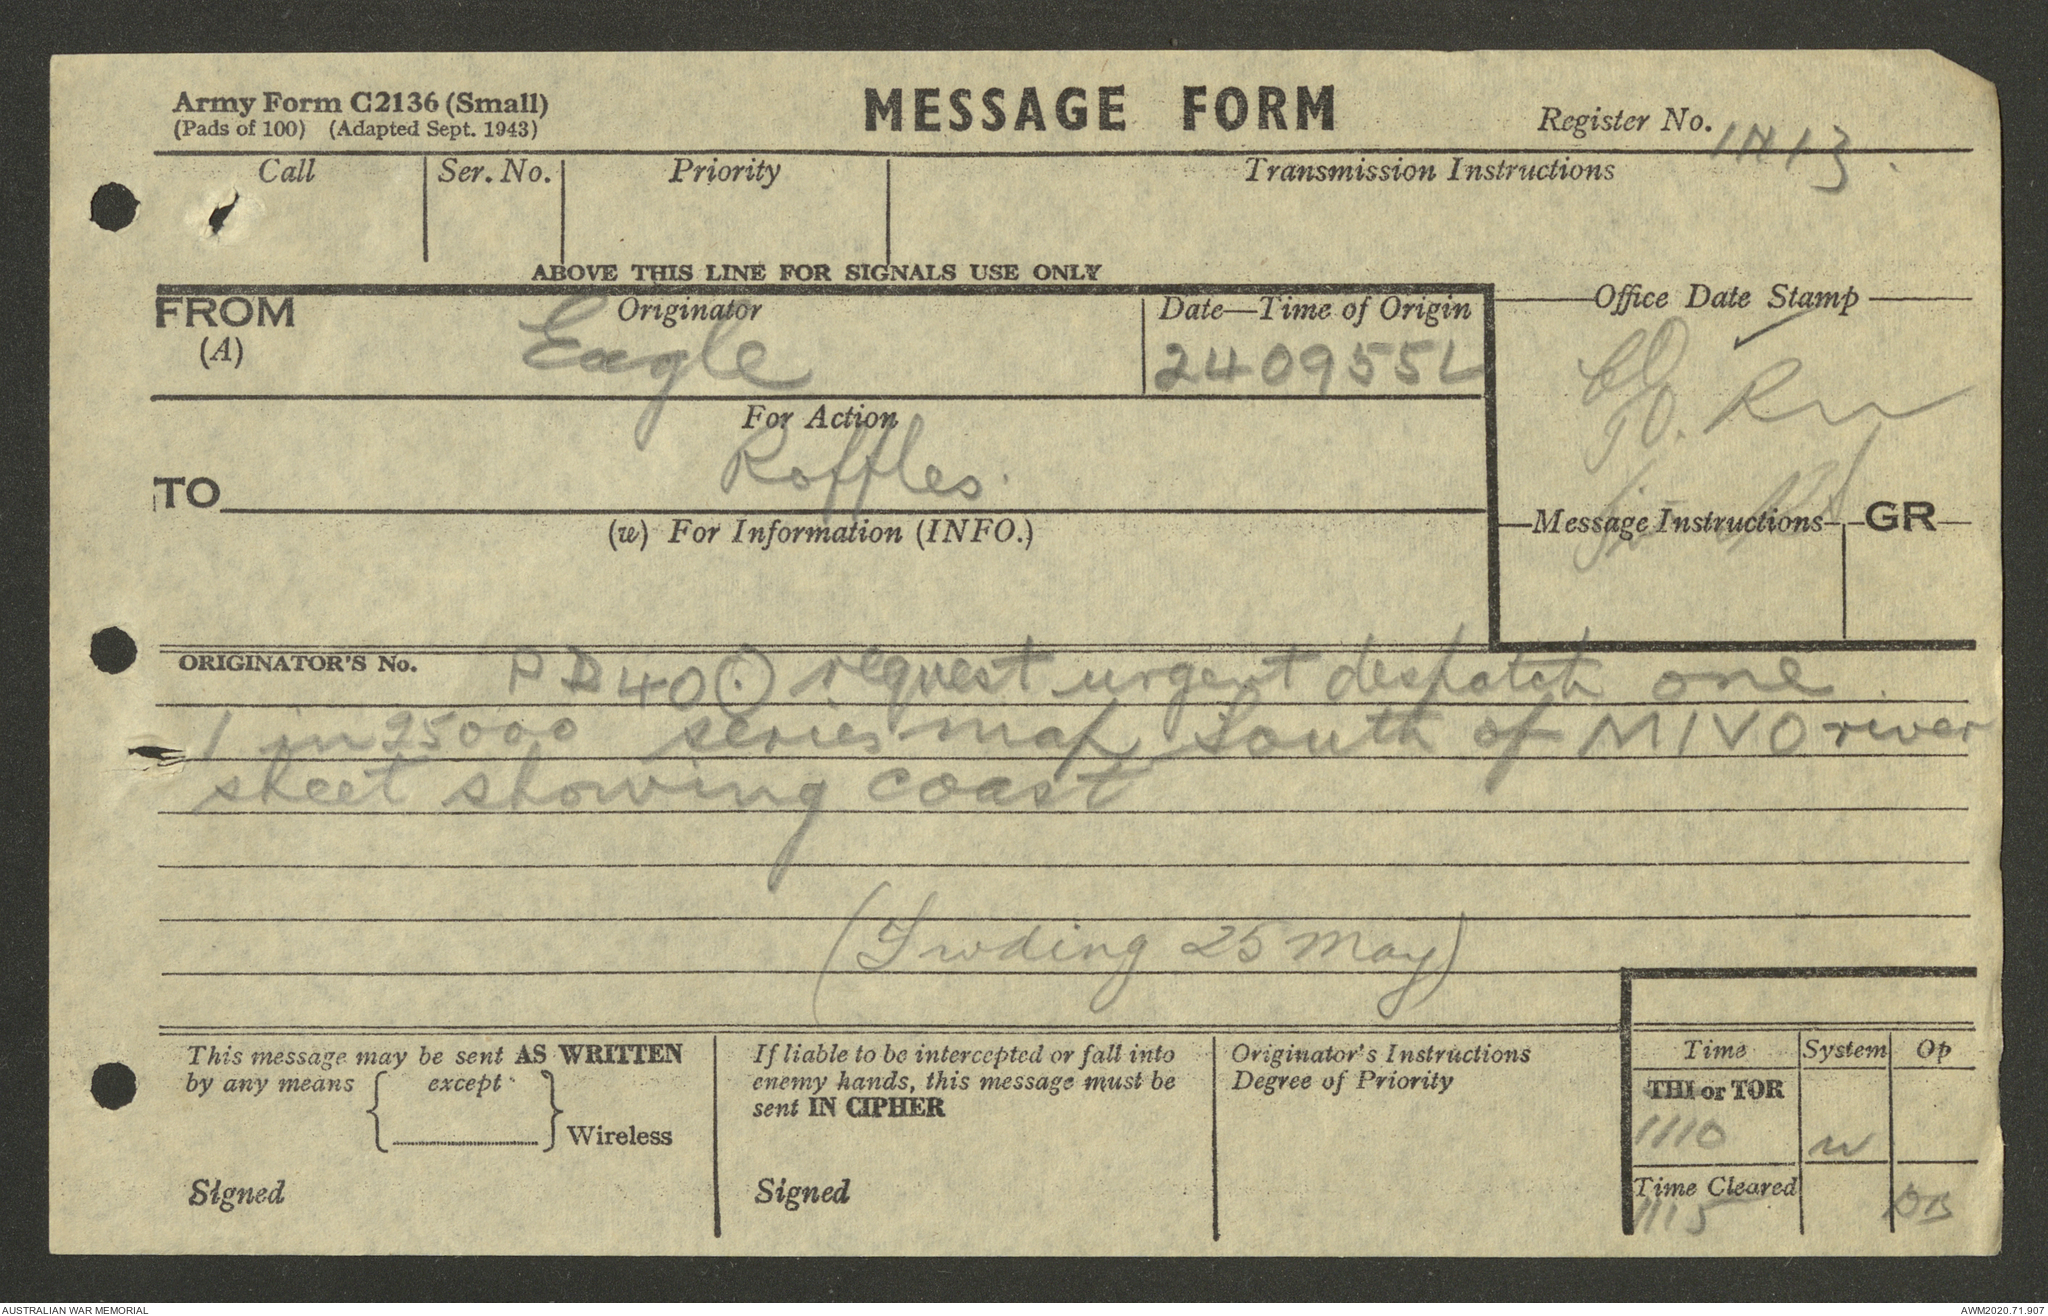 Army Form C2136 (Small)
(Pads of 100) (Adapted Sept. 1943)
MESSAGE FORM
Register No. IN 13
Call
Ser. No.
Priority
Transmission Instructions
ABOVE THIS LINE FOR SIGNALS USE ONLY
FROM
(A)
Originator
Eagle
Date—Time of Origin
240955L
Office Date Stamp
For Action
TO
Roffles.
(w) For Information (INFO.)
Message Instructions
GR
ORIGINATOR'S No. PD40 (.) request urgent despatch one
1 in 25000 series map South of MIVO river
sheet showing coast
(Fwding 25 May)
This message may be sent AS WRITTEN
by any means { except } Wireless
Signed
If liable to be intercepted or fall into
enemy hands, this message must be
sent IN CIPHER
Signed
Originator's Instructions
Degree of Priority
Time
System
Op
THI or TOR
1110
w
Time Cleared
1115
AUSTRALIAN WAR MEMORIAL
AWM2020.71.907